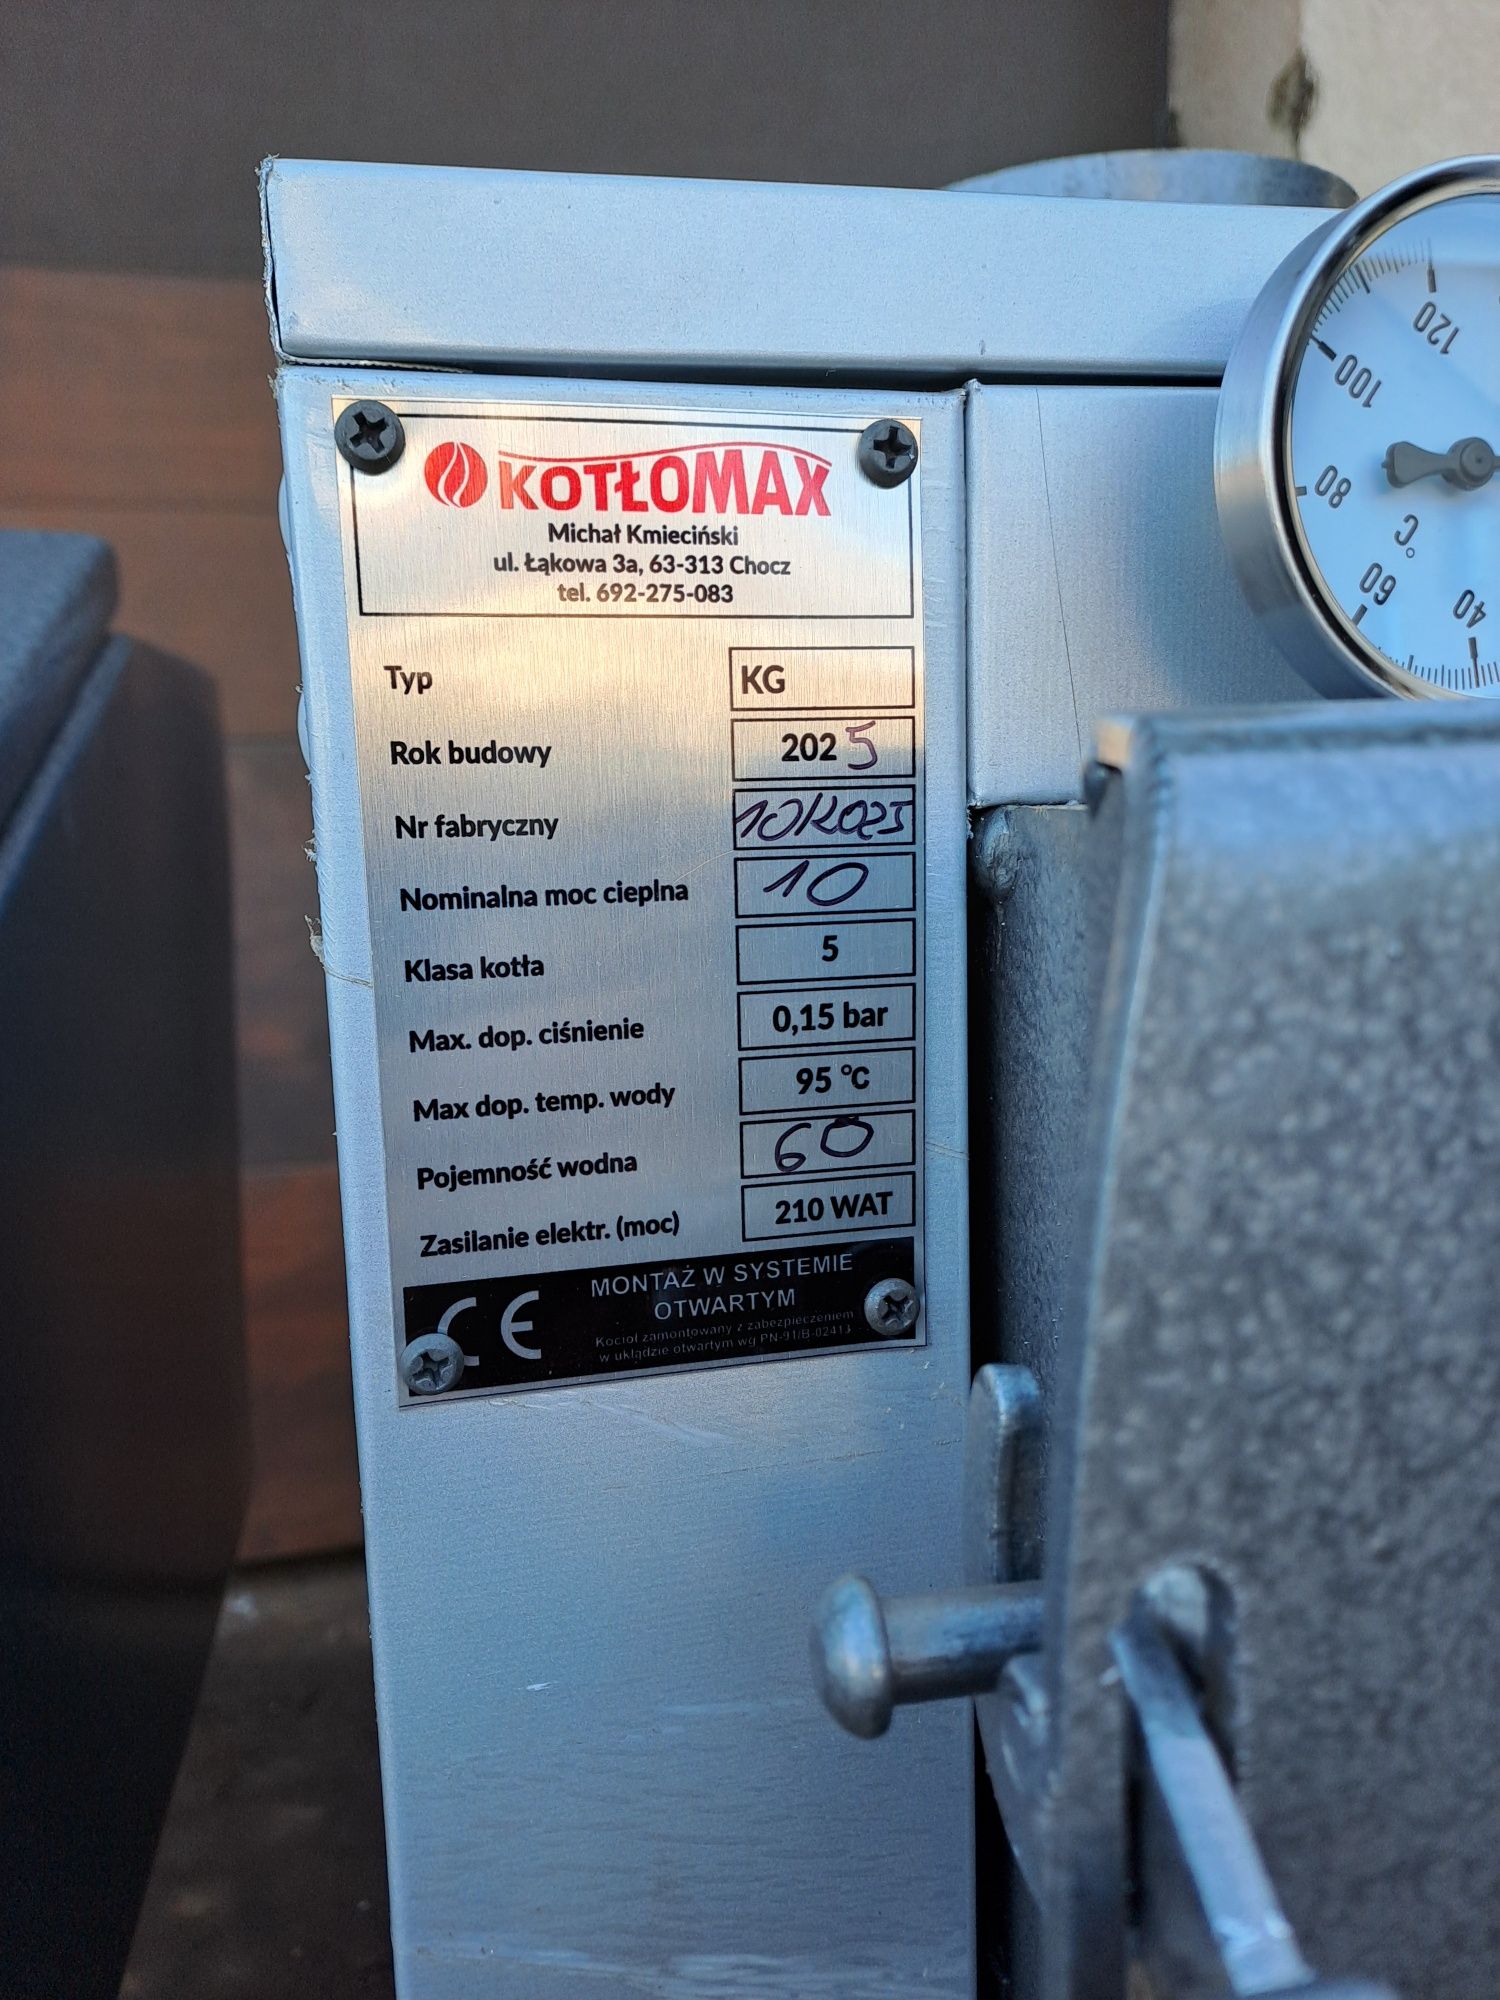 KOTŁOMAX
Michał Kmieciński
ul. Łąkowa 3a, 63-313 Chocz
tel. 692-275-083
Typ KG
Rok budowy 2025
Nr fabryczny 10K025
Nominalna moc cieplna 10
Klasa kotła 5
Max. dop. ciśnienie 0,15 bar
Max dop. temp. wody 95 °C
Pojemność wodna 60
Zasilanie elektr. (moc) 210 WAT
CE
MONTAŻ W SYSTEMIE
OTWARTYM
Kocioł zamontowany z zabezpieczeniem
w układzie otwartym wg PN-91/B-02413
120
100
80
°C
60
40